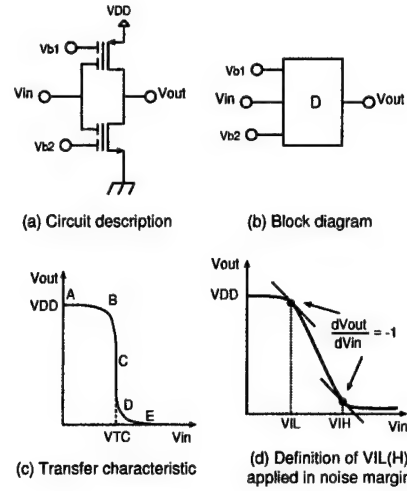 VDD
Vb1
Vin
Vout
Vb2
(a) Circuit description
Vb1
Vin
D
Vout
Vb2
(b) Block diagram
Vout
VDD
A
B
C
D
E
VTC
Vin
(c) Transfer characteristic
Vout
VDD
dVout
dVin
= -1
VIL
VIH
Vin
(d) Definition of VIL(H)
applied in noise margin